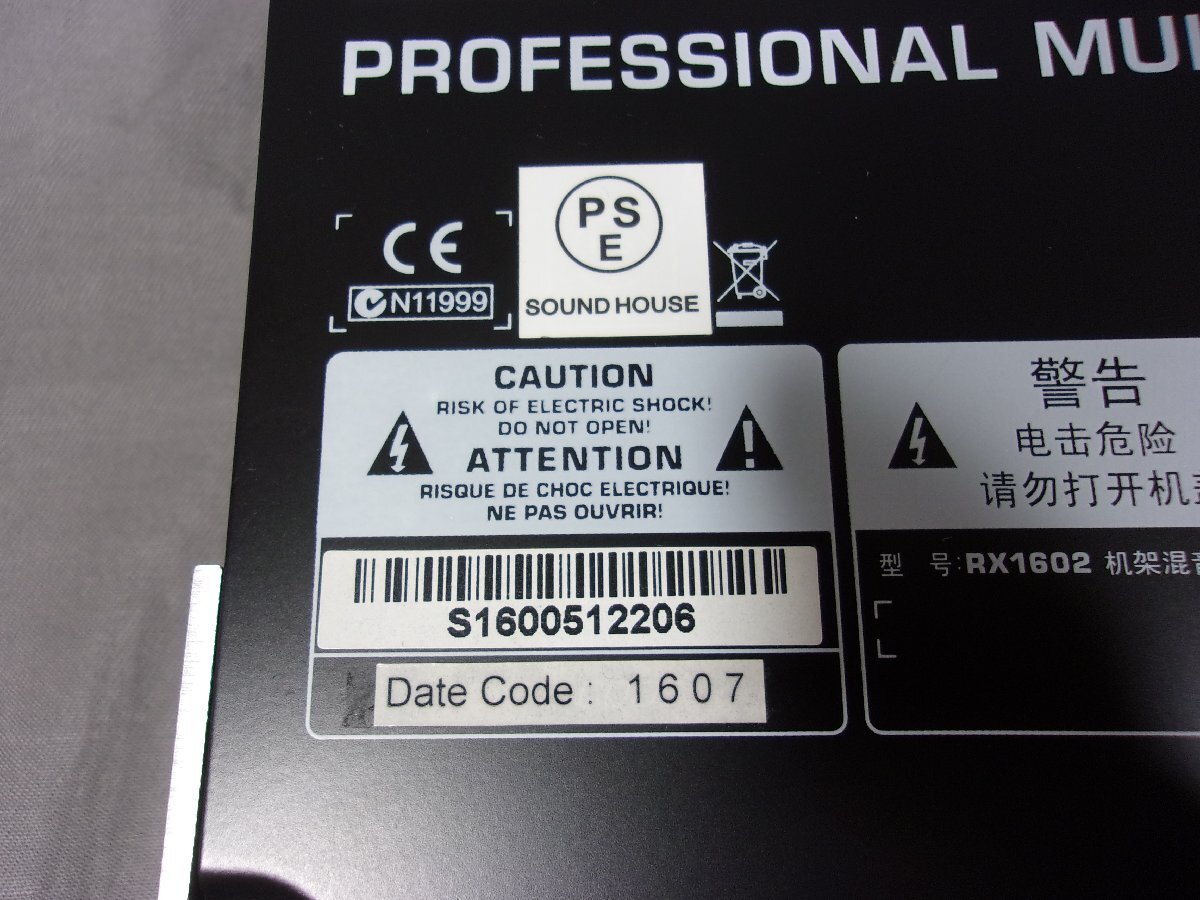 PROFESSIONAL
CE
N11999
PS
E
SOUND HOUSE
CAUTION
RISK OF ELECTRIC SHOCK!
DO NOT OPEN!
ATTENTION
RISQUE DE CHOC ELECTRIQUE!
NE PAS OUVRIR!
S1600512206
Date Code : 1607
警告
电击危险
请勿打开机
型 号:RX1602 机架混音